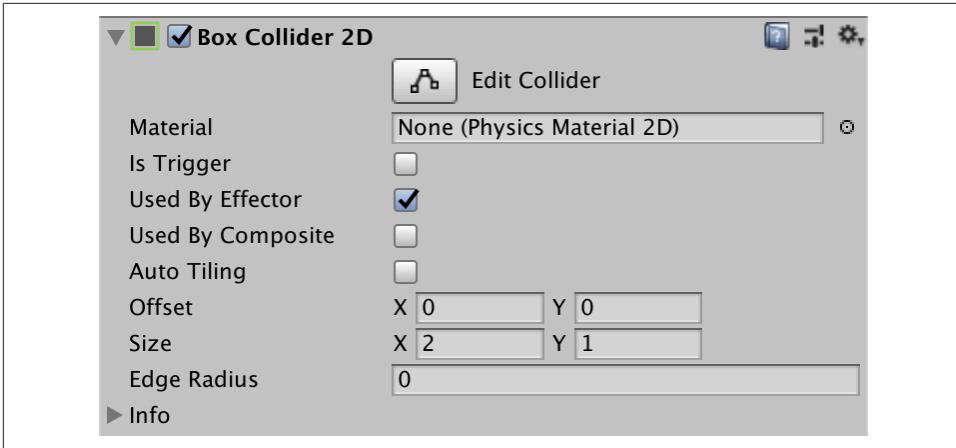 Box Collider 2D
Edit Collider
Material None (Physics Material 2D)
Is Trigger
Used By Effector
Used By Composite
Auto Tiling
Offset X 0 Y 0
Size X 2 Y 1
Edge Radius 0
Info